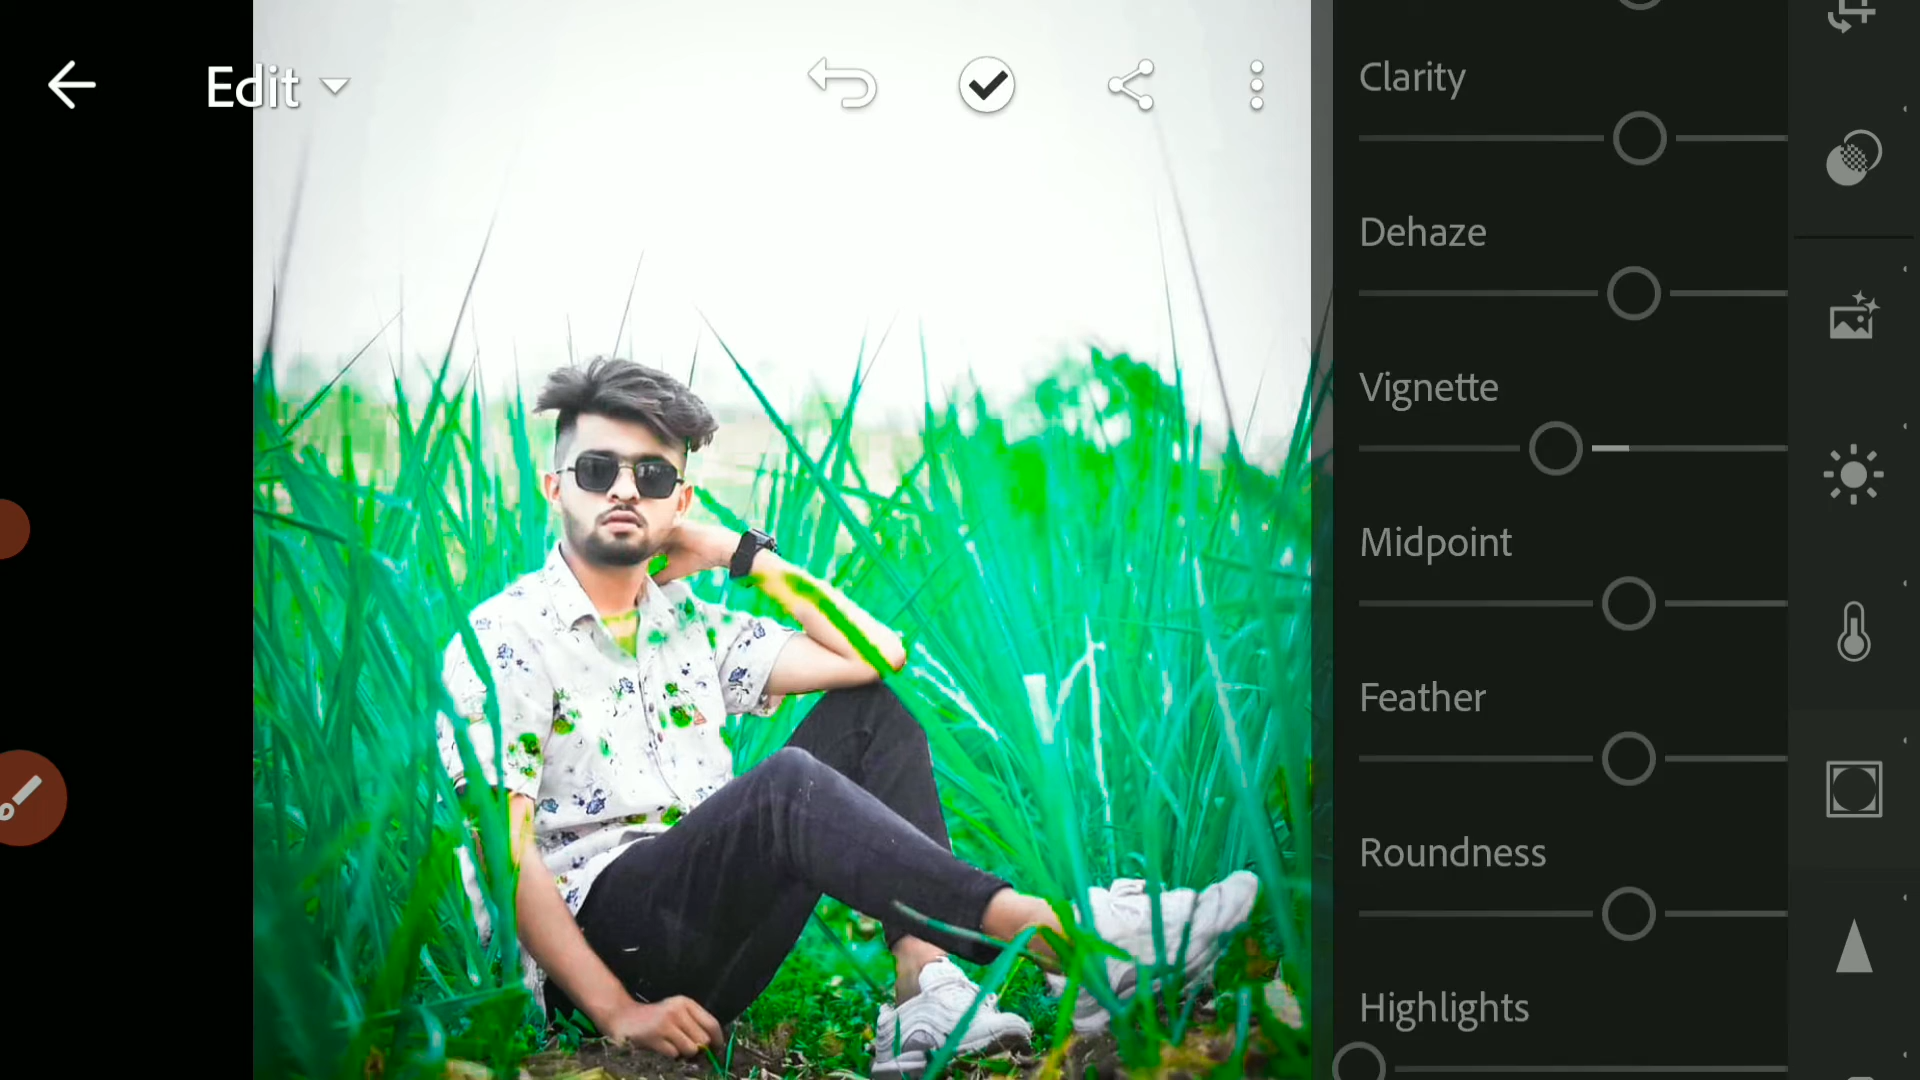 Edit
Clarity
Dehaze
Vignette
Midpoint
Feather
Roundness
Highlights